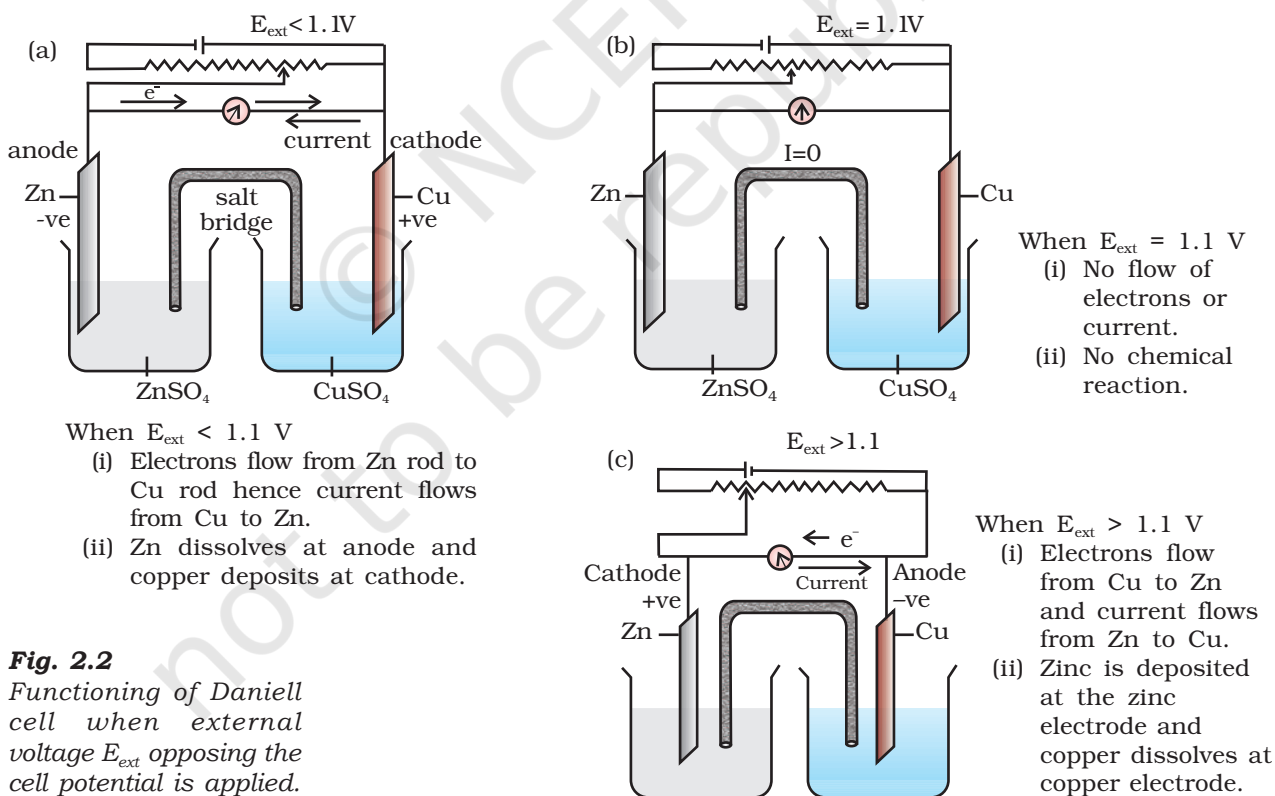 (a)
E_ext<1.1V
e⁻
current
anode
cathode
Zn
-ve
salt
bridge
Cu
+ve
ZnSO₄
CuSO₄
When E_ext < 1.1 V
(i) Electrons flow from Zn rod to
Cu rod hence current flows
from Cu to Zn.
(ii) Zn dissolves at anode and
copper deposits at cathode.
(b)
E_ext=1.1V
I=0
Zn
Cu
ZnSO₄
CuSO₄
When E_ext = 1.1 V
(i) No flow of
electrons or
current.
(ii) No chemical
reaction.
(c)
E_ext>1.1
e⁻
Current
Cathode
+ve
Anode
–ve
Zn
Cu
When E_ext > 1.1 V
(i) Electrons flow
from Cu to Zn
and current flows
from Zn to Cu.
(ii) Zinc is deposited
at the zinc
electrode and
copper dissolves at
copper electrode.
Fig. 2.2
Functioning of Daniell
cell when external
voltage E_ext opposing the
cell potential is applied.
©
not to be